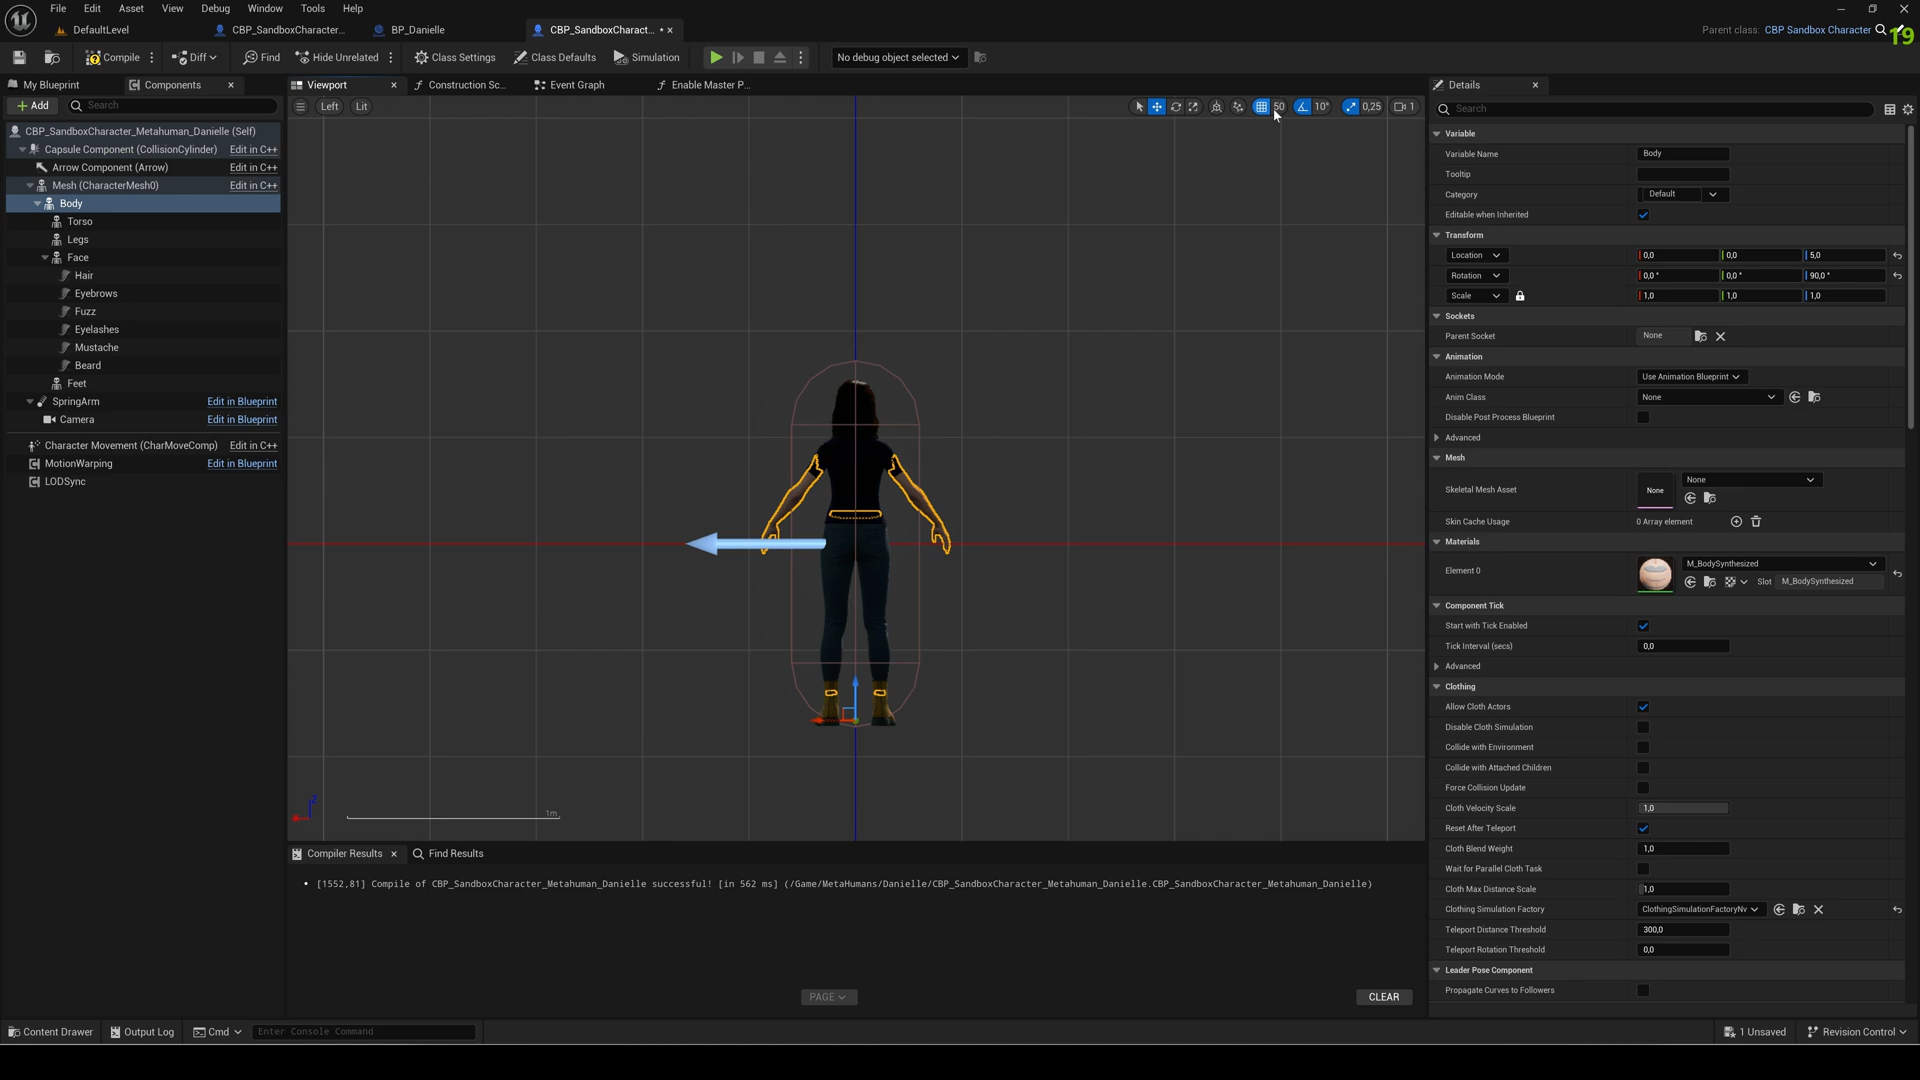 File Edit Asset View Debug Window Tools Help
DefaultLevel CBP_SandboxCharacter... BP_Danielle CBP_SandboxCharact... •
Parent class: CBP Sandbox Character
19
Compile Diff Find Hide Unrelated Class Settings Class Defaults Simulation No debug object selected
My Blueprint Components
Add Search
CBP_SandboxCharacter_Metahuman_Danielle (Self)
Capsule Component (CollisionCylinder) Edit in C++
Arrow Component (Arrow) Edit in C++
Mesh (CharacterMesh0) Edit in C++
Body
Torso
Legs
Face
Hair
Eyebrows
Fuzz
Eyelashes
Mustache
Beard
Feet
SpringArm Edit in Blueprint
Camera Edit in Blueprint
Character Movement (CharMoveComp) Edit in C++
MotionWarping Edit in Blueprint
LODSync
Viewport Construction Sc... Event Graph Enable Master P...
Left Lit 50 10° 0,25 1
Z
1m
Compiler Results Find Results
• [1552,81] Compile of CBP_SandboxCharacter_Metahuman_Danielle successful! [in 562 ms] (/Game/MetaHumans/Danielle/CBP_SandboxCharacter_Metahuman_Danielle.CBP_SandboxCharacter_Metahuman_Danielle)
PAGE CLEAR
Details
Search
Variable
Variable Name Body
Tooltip
Category Default
Editable when Inherited
Transform
Location 0,0 0,0 5,0
Rotation 0,0 ° 0,0 ° 90,0 °
Scale 1,0 1,0 1,0
Sockets
Parent Socket None
Animation
Animation Mode Use Animation Blueprint
Anim Class None
Disable Post Process Blueprint
Advanced
Mesh
Skeletal Mesh Asset None None
Skin Cache Usage 0 Array element
Materials
Element 0 M_BodySynthesized
Slot M_BodySynthesized
Component Tick
Start with Tick Enabled
Tick Interval (secs) 0,0
Advanced
Clothing
Allow Cloth Actors
Disable Cloth Simulation
Collide with Environment
Collide with Attached Children
Force Collision Update
Cloth Velocity Scale 1,0
Reset After Teleport
Cloth Blend Weight 1,0
Wait for Parallel Cloth Task
Cloth Max Distance Scale 1,0
Clothing Simulation Factory ClothingSimulationFactoryNv
Teleport Distance Threshold 300,0
Teleport Rotation Threshold 0,0
Leader Pose Component
Propagate Curves to Followers
Content Drawer Output Log Cmd Enter Console Command 1 Unsaved Revision Control